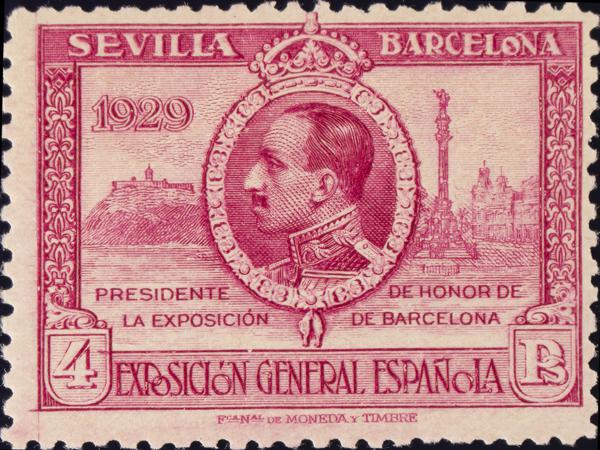 SEVILLA BARCELONA
1929
PRESIDENTE DE HONOR DE
LA EXPOSICIÓN DE BARCELONA
4 EXPOSICIÓN GENERAL ESPAÑOLA PS
FCA NAL DE MONEDA Y TIMBRE